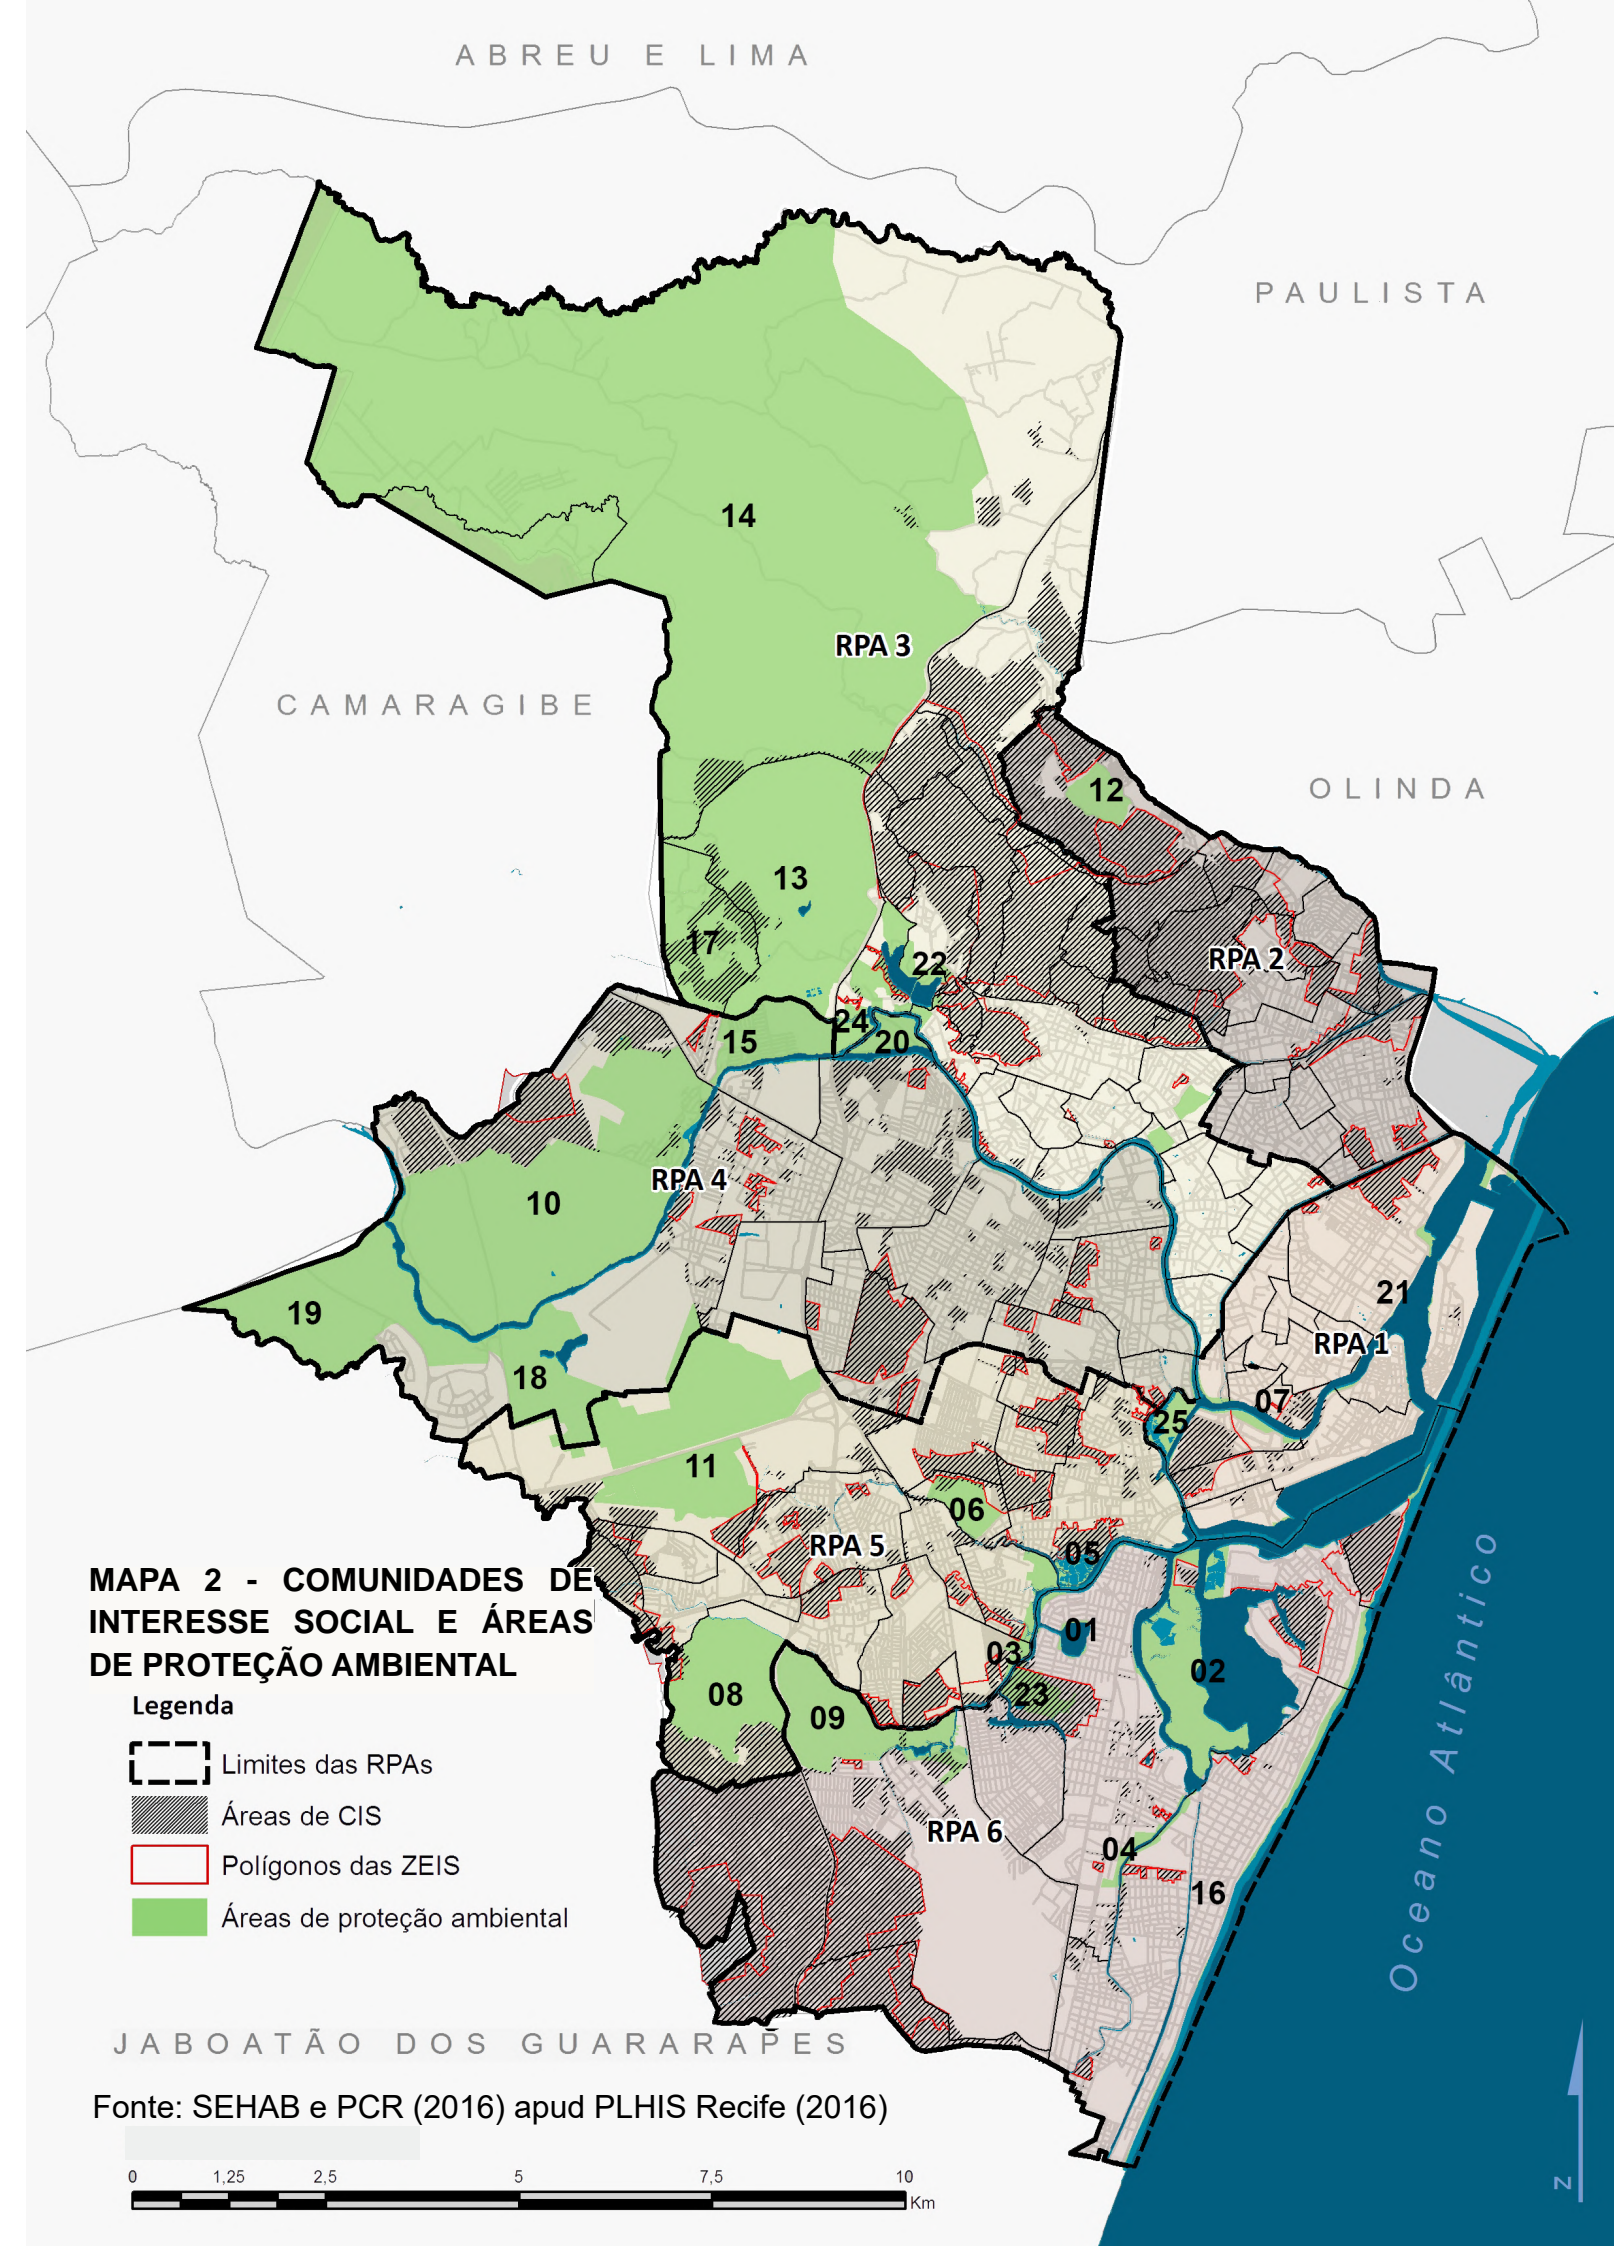 ABREU E LIMA
PAULISTA
14
RPA 3
CAMARAGIBE
OLINDA
12
13
17
22
RPA 2
24
20
15
RPA 4
10
21
19
RPA 1
18
07
25
11
06
RPA 5
05
MAPA 2 - COMUNIDADES DE
INTERESSE SOCIAL E ÁREAS
DE PROTEÇÃO AMBIENTAL
01
03
02
23
08
09
Legenda
Limites das RPAs
Áreas de CIS
Polígonos das ZEIS
Áreas de proteção ambiental
RPA 6
04
16
Oceano Atlântico
JABOATÃO DOS GUARARAPES
Fonte: SEHAB e PCR (2016) apud PLHIS Recife (2016)
0 1,25 2,5 5 7,5 10
Km
N